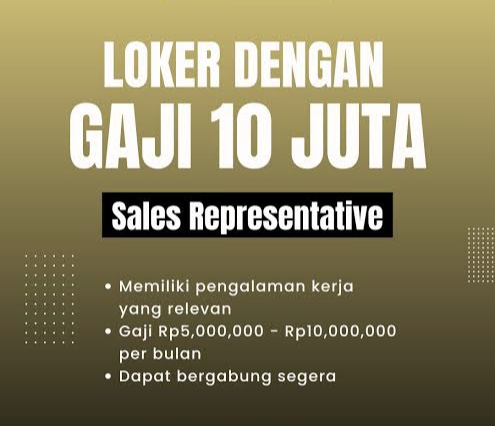 LOKER DENGAN
GAJI 10 JUTA
Sales Representative
• Memiliki pengalaman kerja
yang relevan
• Gaji Rp5,000,000 - Rp10,000,000
per bulan
• Dapat bergabung segera